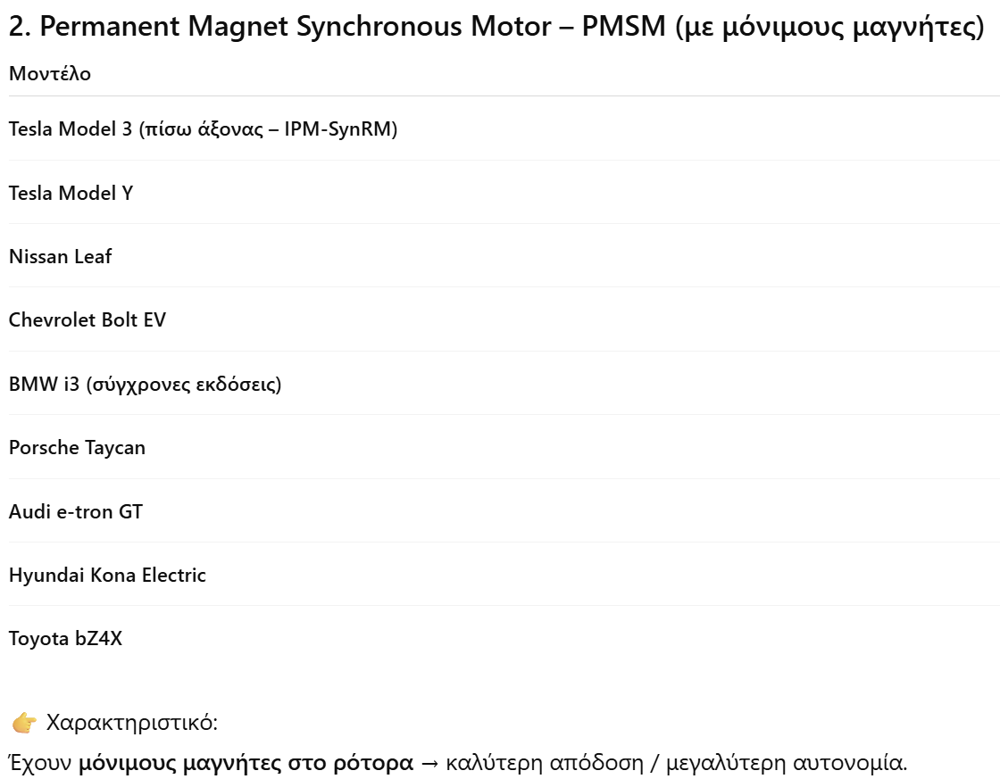 2. Permanent Magnet Synchronous Motor – PMSM (με μόνιμους μαγνήτες)
Μοντέλο
Tesla Model 3 (πίσω άξονας – IPM-SynRM)
Tesla Model Y
Nissan Leaf
Chevrolet Bolt EV
BMW i3 (σύγχρονες εκδόσεις)
Porsche Taycan
Audi e-tron GT
Hyundai Kona Electric
Toyota bZ4X
👉 Χαρακτηριστικό:
Έχουν μόνιμους μαγνήτες στο ρότορα → καλύτερη απόδοση / μεγαλύτερη αυτονομία.